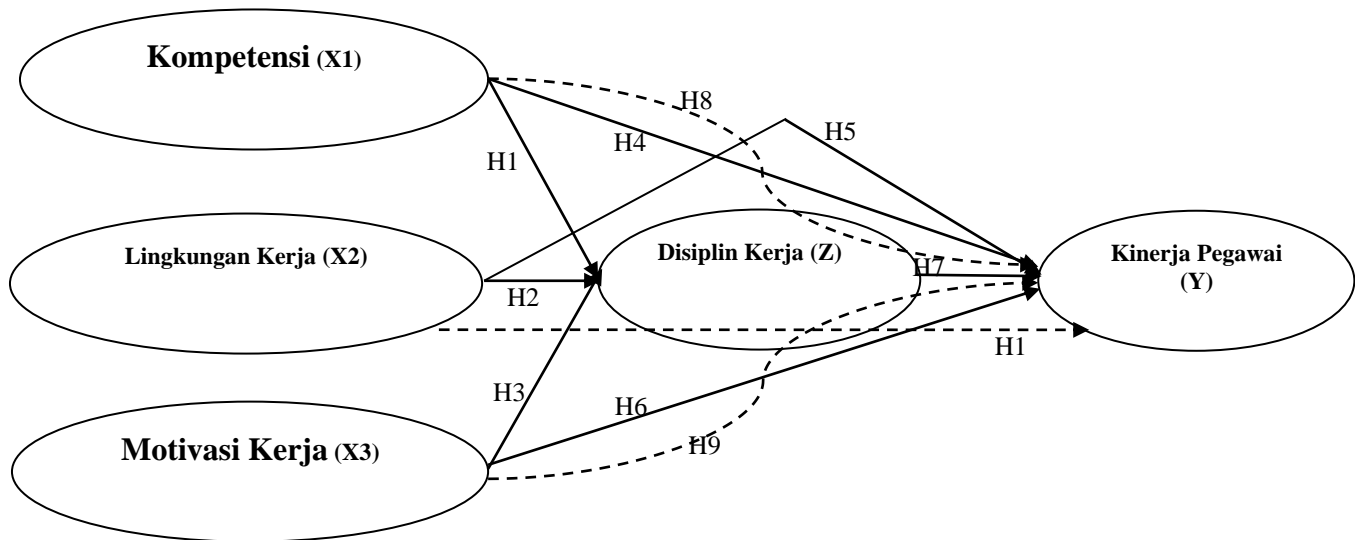 Kompetensi (X1)
H8
H5
H4
H1
Lingkungan Kerja (X2)
Disiplin Kerja (Z)
Kinerja Pegawai
(Y)
H7
H2
H1
H3
H6
H9
Motivasi Kerja (X3)